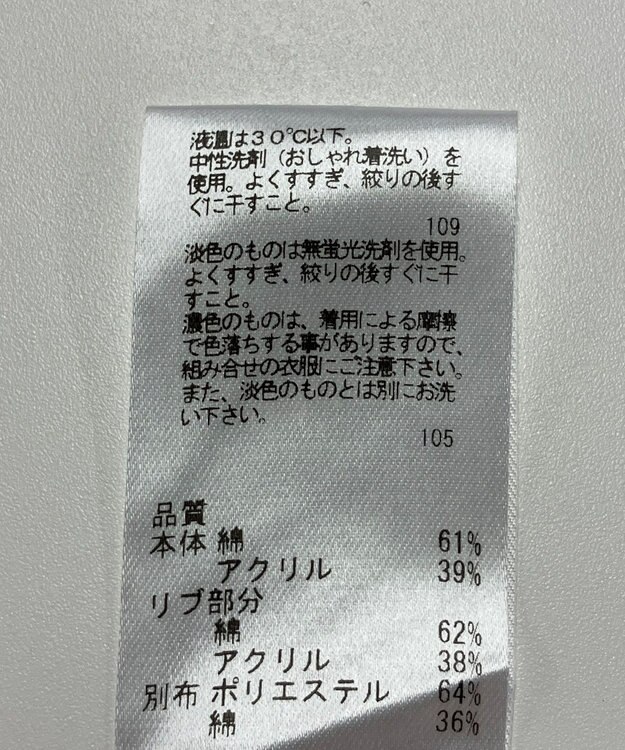 液温は30℃以下。
中性洗剤（おしゃれ着洗い）を
使用。よくすすぎ、絞りの後す
ぐに干すこと。
109
淡色のものは無蛍光洗剤を使用。
よくすすぎ、絞りの後すぐに干
すこと。
濃色のものは、着用による摩擦
で色落ちする事がありますので、
組み合せの衣服にご注意下さい。
また、淡色のものとは別にお洗
い下さい。
105
品質
本体 綿 61%
アクリル 39%
リブ部分
綿 62%
アクリル 38%
別布 ポリエステル 64%
綿 36%